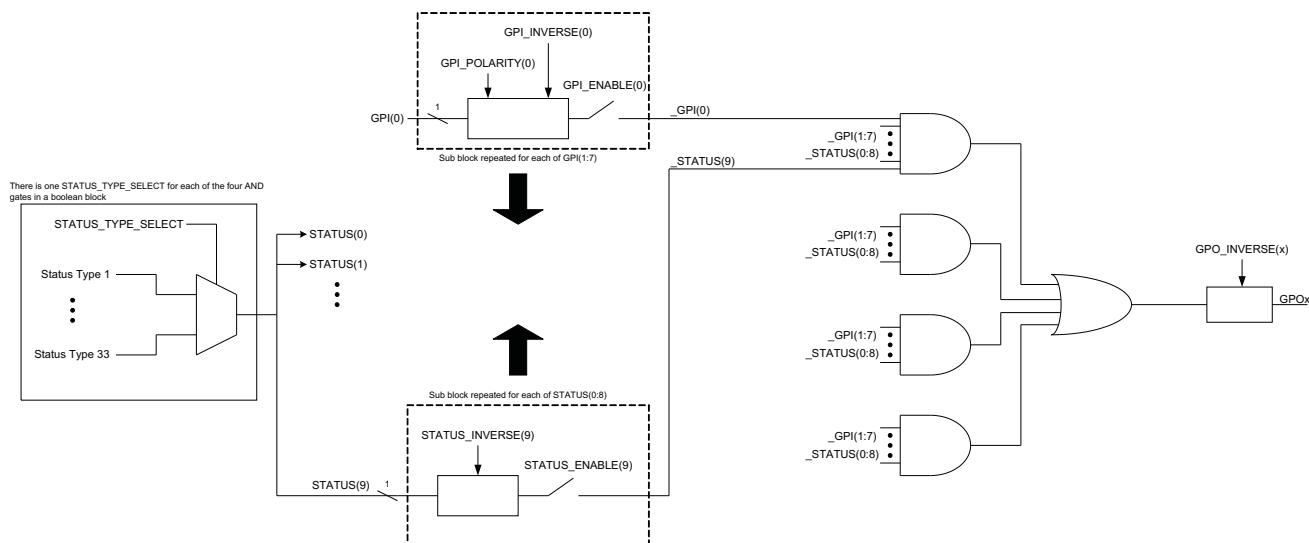 GPI_INVERSE(0)
GPI_POLARITY(0)
GPI_ENABLE(0)
GPI(0)
1
_GPI(0)
Sub block repeated for each of GPI(1:7)
_STATUS(9)
_GPI(1:7)
_STATUS(0:8)
There is one STATUS_TYPE_SELECT for each of the four AND
gates in a boolean block
STATUS_TYPE_SELECT
Status Type 1
Status Type 33
STATUS(0)
STATUS(1)
_GPI(1:7)
_STATUS(0:8)
GPO_INVERSE(x)
GPOx
_GPI(1:7)
_STATUS(0:8)
Sub block repeated for each of STATUS(0:8)
STATUS_INVERSE(9)
STATUS_ENABLE(9)
STATUS(9)
1
_GPI(1:7)
_STATUS(0:8)